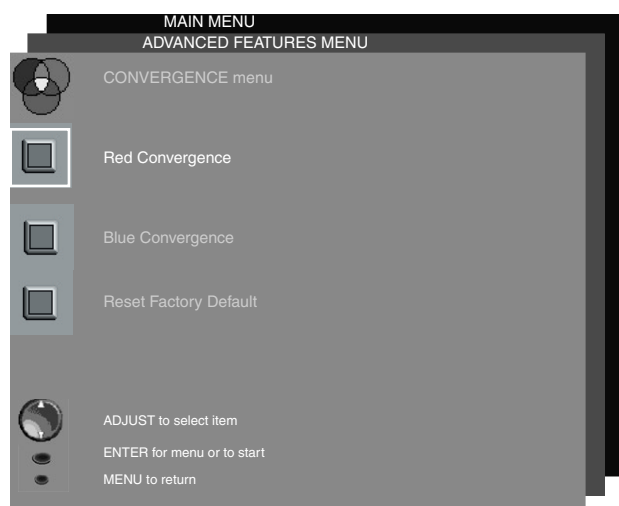 MAIN MENU
ADVANCED FEATURES MENU
CONVERGENCE menu
Red Convergence
Blue Convergence
Reset Factory Default
ADJUST to select item
ENTER for menu or to start
MENU to return